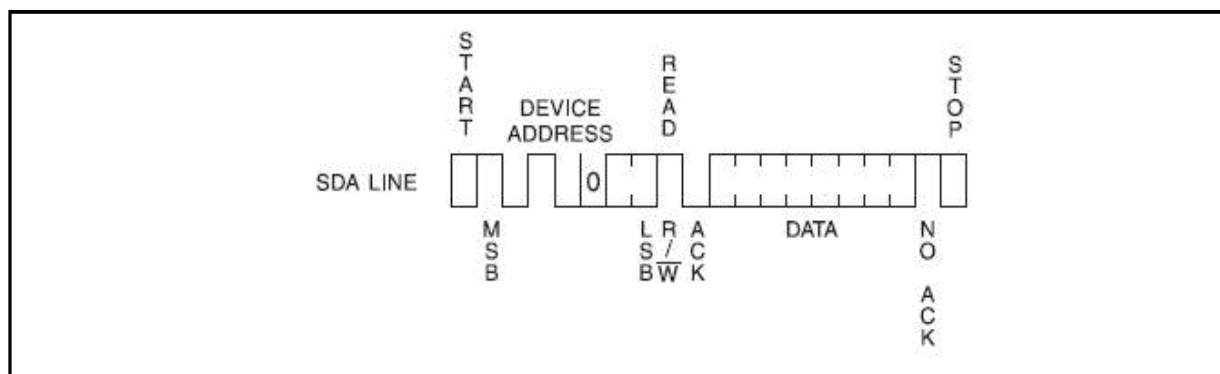 START
DEVICE
ADDRESS
READ
STOP
SDA LINE
0
MSB
LSB
R/W
ACK
DATA
NO ACK